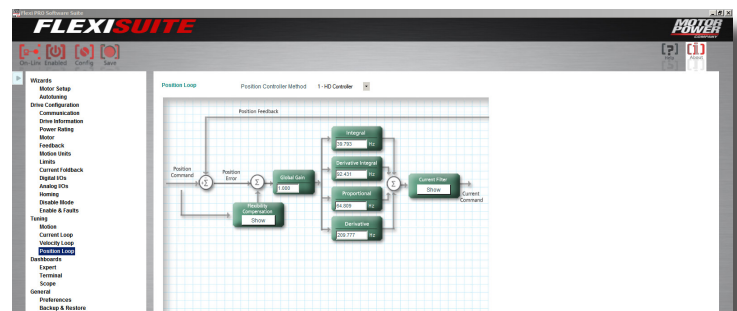 Flexi PRO Software Suite
FLEXISUITE
MOTOR
POWER
COMPANY
On-Line Enabled Config Save
Help Assist
Wizards
Motor Setup
Autotuning
Drive Configuration
Communication
Drive Information
Power Rating
Motor
Feedback
Motion Units
Limits
Current Foldback
Digital I/Os
Analog I/Os
Homing
Disable Mode
Enable & Faults
Tuning
Motion
Current Loop
Velocity Loop
Position Loop
Dashboards
Expert
Terminal
Scope
General
Preferences
Backup & Restore
Position Loop
Position Controller Method 1 - HD Controller
Position Feedback
Position
Command
Position
Error
Σ
Σ
Global Gain
1.000
Flexibility
Compensation
Show
Integral
39.793 Hz
Derivative Integral
92.431 Hz
Proportional
64.809 Hz
Derivative
209.777 Hz
Σ
Current Filter
Show
Current
Command